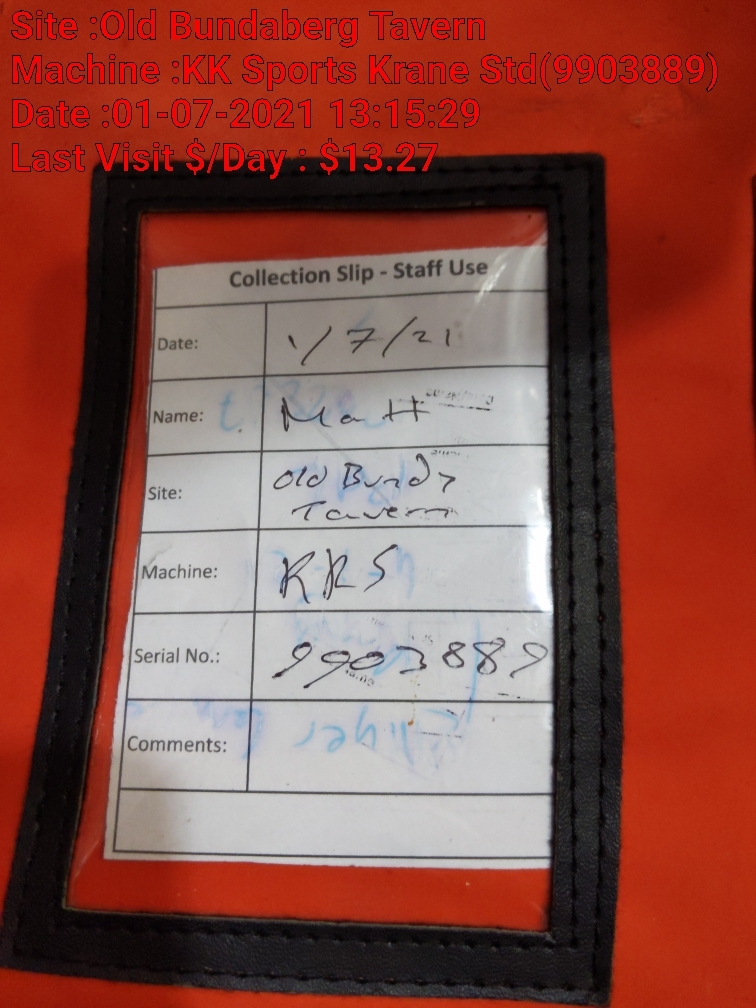 Site :Old Bundaberg Tavern
Machine :KK Sports Krane Std(9903889)
Date :01-07-2021 13:15:29
Last Visit $/Day : $13.27
Collection Slip - Staff Use
Date: 1/7/21
Name: Matt
Site: Old Bundy
Tavern
Machine: KKS
Serial No.: 9903889
Comments: